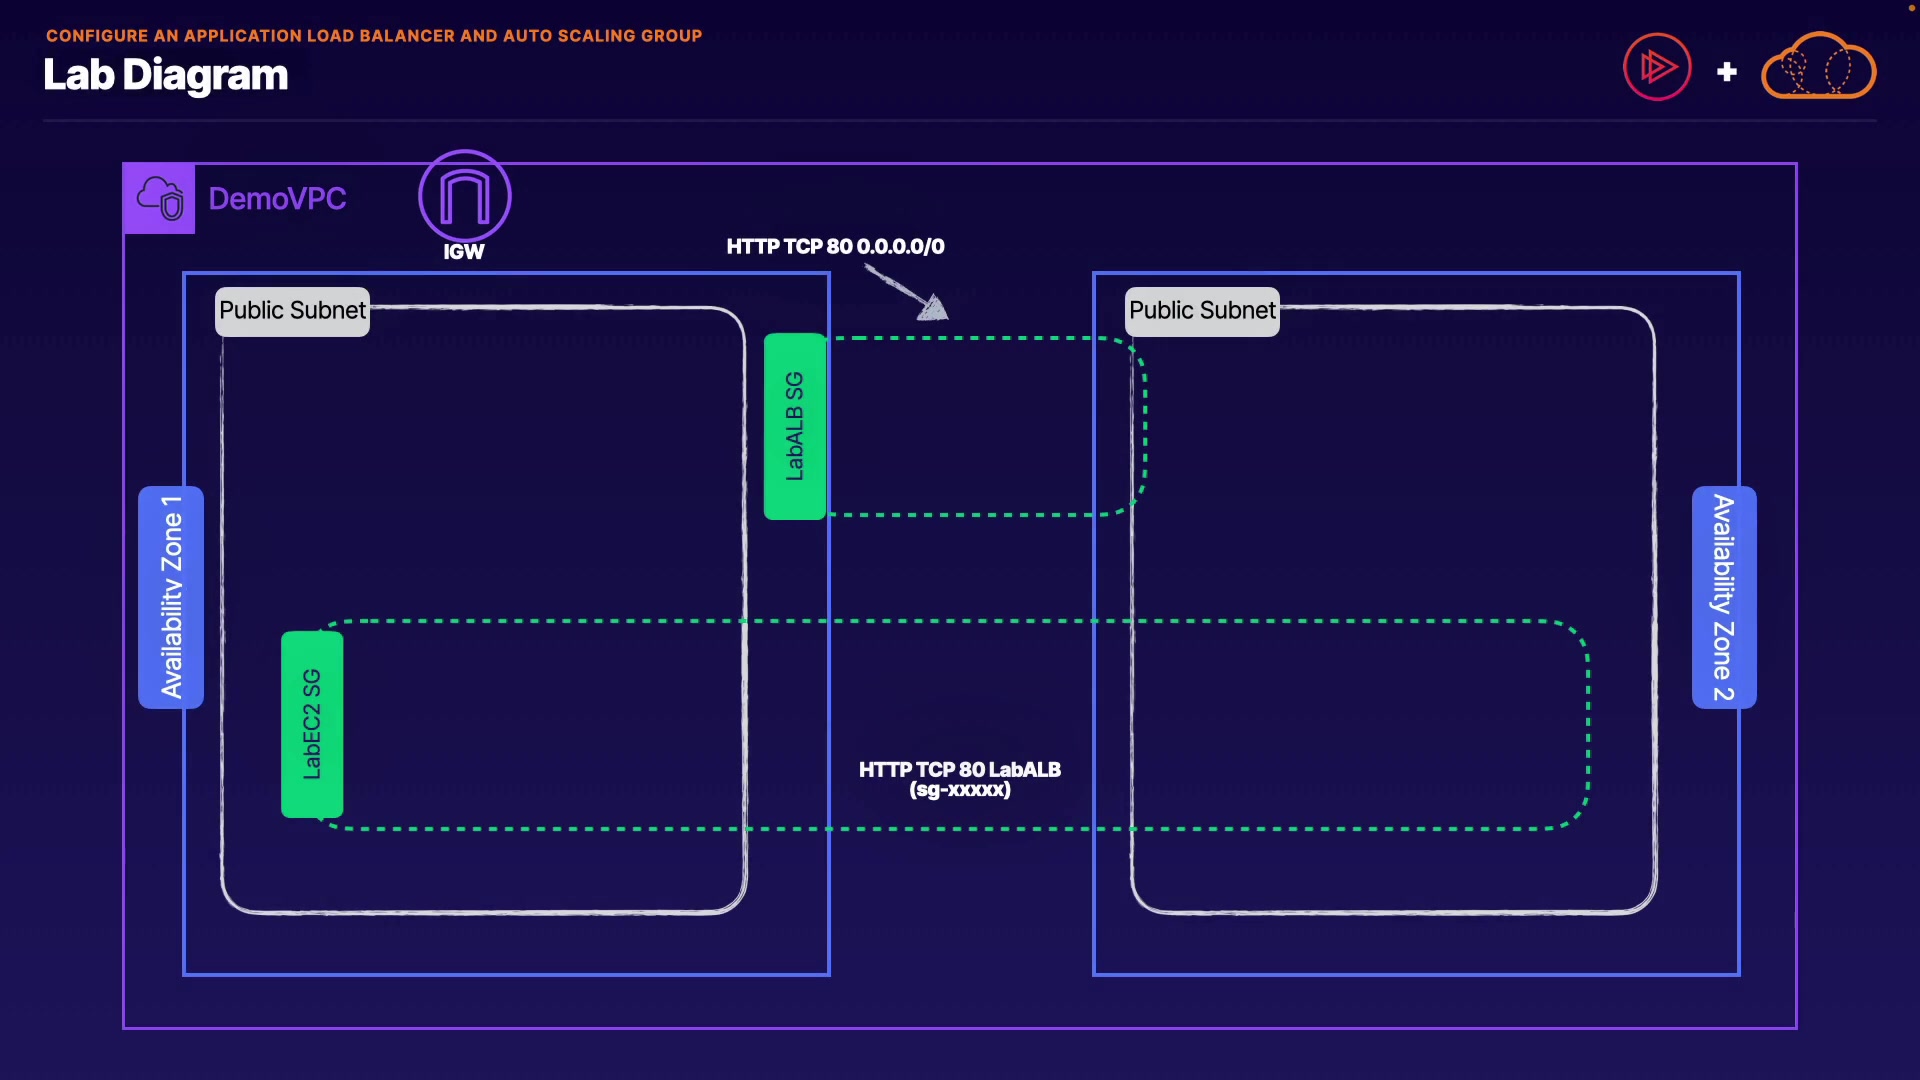 CONFIGURE AN APPLICATION LOAD BALANCER AND AUTO SCALING GROUP
Lab Diagram
DemoVPC
IGW
HTTP TCP 80 0.0.0.0/0
Public Subnet
Public Subnet
LabALB SG
Availability Zone 1
Availability Zone 2
LabEC2 SG
HTTP TCP 80 LabALB
(sg-xxxxx)